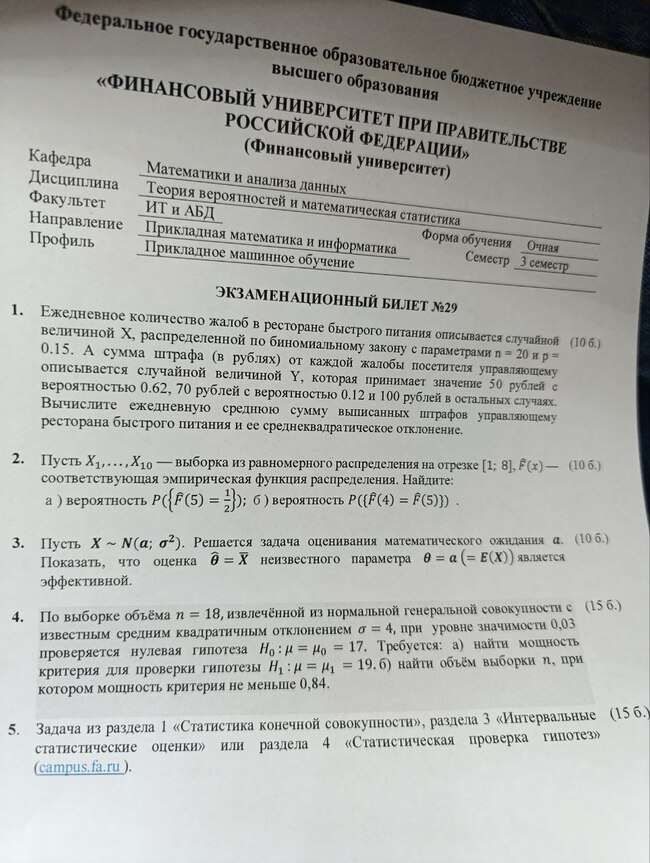 Федеральное государственное образовательное бюджетное учреждение
высшего образования
«ФИНАНСОВЫЙ УНИВЕРСИТЕТ ПРИ ПРАВИТЕЛЬСТВЕ
РОССИЙСКОЙ ФЕДЕРАЦИИ»
(Финансовый университет)
Кафедра Математики и анализа данных
Дисциплина Теория вероятностей и математическая статистика
Факультет ИТ и АБД Форма обучения Очная
Направление Прикладная математика и информатика Семестр 3 семестр
Профиль Прикладное машинное обучение
ЭКЗАМЕНАЦИОННЫЙ БИЛЕТ №29
1. Ежедневное количество жалоб в ресторане быстрого питания описывается случайной (10 б.)
величиной X, распределенной по биномиальному закону с параметрами n = 20 и p =
0.15. А сумма штрафа (в рублях) от каждой жалобы посетителя управляющему
описывается случайной величиной Y, которая принимает значение 50 рублей с
вероятностью 0.62, 70 рублей с вероятностью 0.12 и 100 рублей в остальных случаях.
Вычислите ежедневную среднюю сумму выписанных штрафов управляющему
ресторана быстрого питания и ее среднеквадратическое отклонение.
2. Пусть X₁,…,X₁₀ — выборка из равномерного распределения на отрезке [1; 8], F̂(x) — (10 б.)
соответствующая эмпирическая функция распределения. Найдите:
а ) вероятность P({F̂(5) = 1/2}); б ) вероятность P({F̂(4) = F̂(5)}) .
3. Пусть X ~ N(a; σ²). Решается задача оценивания математического ожидания a. (10 б.)
Показать, что оценка θ̂ = X̅ неизвестного параметра θ = a (= E(X)) является
эффективной.
4. По выборке объёма n = 18, извлечённой из нормальной генеральной совокупности с (15 б.)
известным средним квадратичным отклонением σ = 4, при уровне значимости 0,03
проверяется нулевая гипотеза H₀ : μ = μ₀ = 17. Требуется: а) найти мощность
критерия для проверки гипотезы H₁ : μ = μ₁ = 19. б) найти объём выборки n, при
котором мощность критерия не меньше 0,84.
5. Задача из раздела 1 «Статистика конечной совокупности», раздела 3 «Интервальные (15 б.)
статистические оценки» или раздела 4 «Статистическая проверка гипотез»
(campus.fa.ru ).